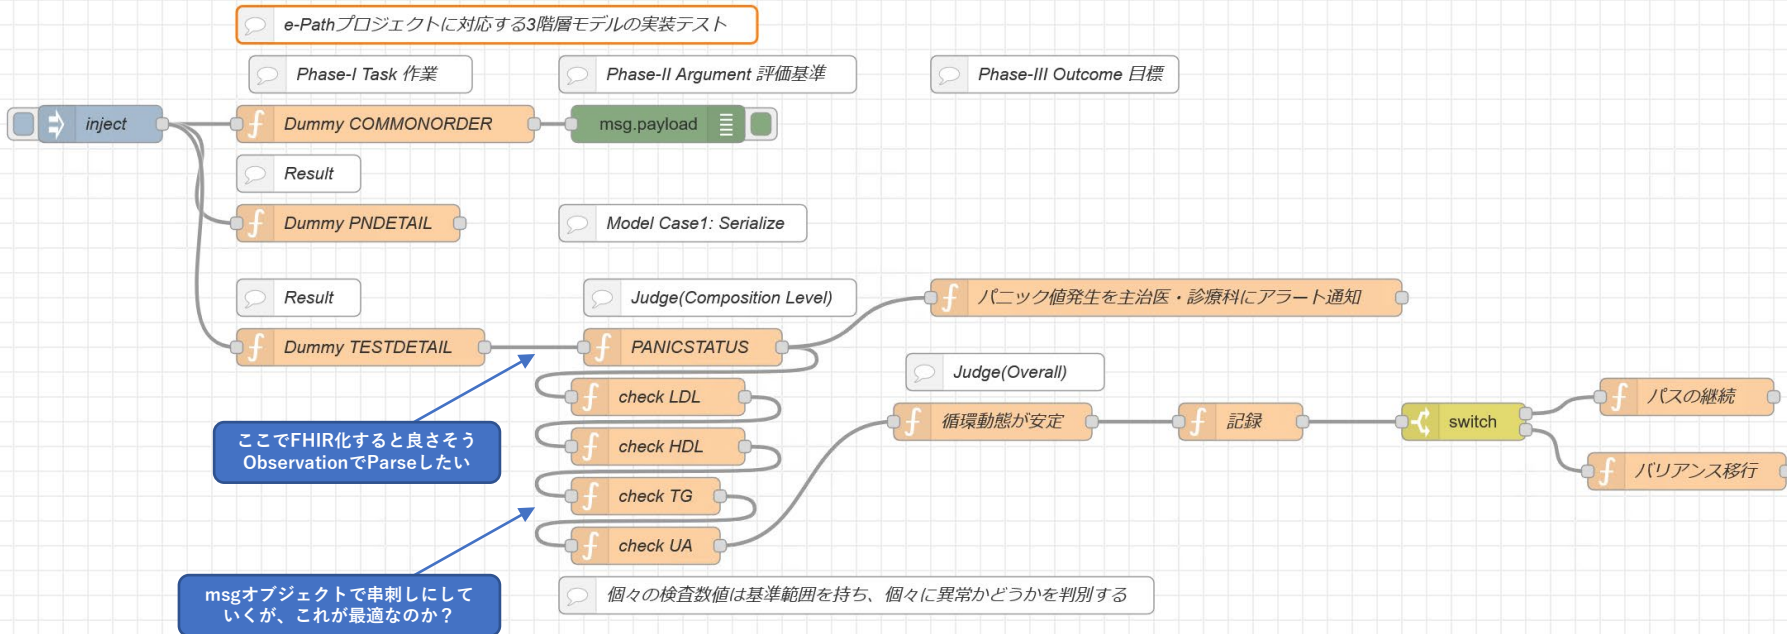 e-Pathプロジェクトに対応する3階層モデルの実装テスト
Phase-I Task 作業
Phase-II Argument 評価基準
Phase-III Outcome 目標
inject
Dummy COMMONORDER
msg.payload
Result
Dummy PNDETAIL
Model Case1: Serialize
Result
Judge(Composition Level)
パニック値発生を主治医・診療科にアラート通知
Dummy TESTDETAIL
PANICSTATUS
Judge(Overall)
check LDL
循環動態が安定
記録
switch
パスの継続
ここでFHIR化すると良さそう
ObservationでParseしたい
check HDL
バリアンス移行
check TG
check UA
msgオブジェクトで串刺しにして
いくが、これが最適なのか？
個々の検査数値は基準範囲を持ち、個々に異常かどうかを判別する